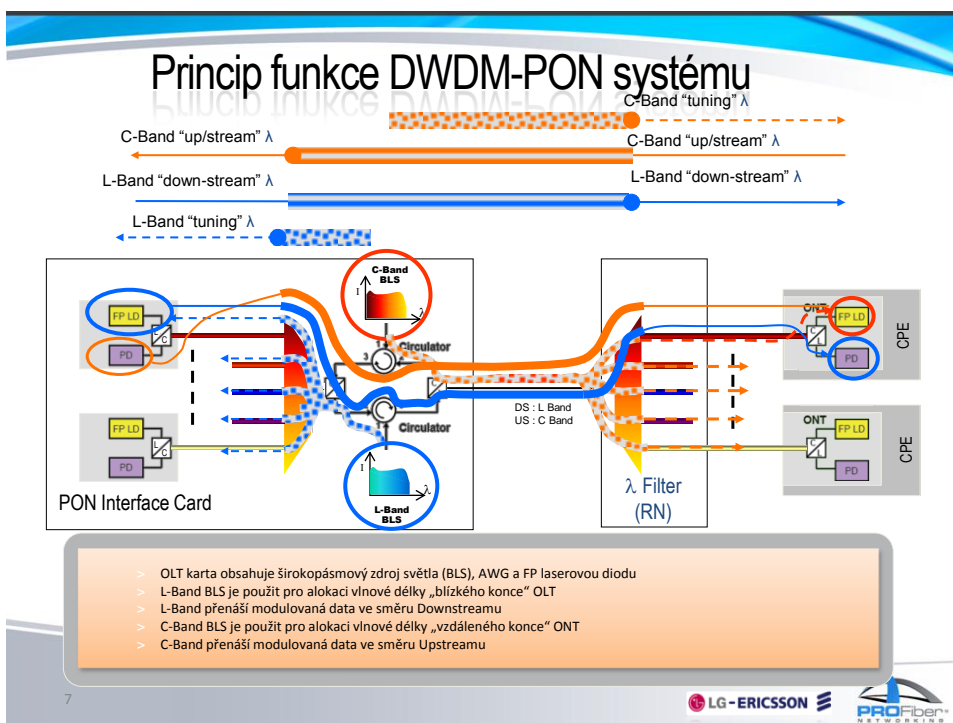 Princip funkce DWDM-PON systému
C-Band "tuning" λ
C-Band "up/stream" λ
C-Band "up/stream" λ
L-Band "down-stream" λ
L-Band "down-stream" λ
L-Band "tuning" λ
C-Band
BLS
I
λ
FP LD
PD
L
C
Circulator
3
Circulator
DS : L Band
US : C Band
I
λ
L-Band
BLS
FP LD
PD
L
C
PON Interface Card
λ Filter
(RN)
ONT
FP LD
PD
C
L
CPE
ONT
FP LD
PD
C
L
CPE
> OLT karta obsahuje širokopásmový zdroj světla (BLS), AWG a FP laserovou diodu
> L-Band BLS je použit pro alokaci vlnové délky „blízkého konce“ OLT
> L-Band přenáší modulovaná data ve směru Downstreamu
> C-Band BLS je použit pro alokaci vlnové délky „vzdáleného konce“ ONT
> C-Band přenáší modulovaná data ve směru Upstreamu
7
LG-ERICSSON
PROFiber
NETWORKING